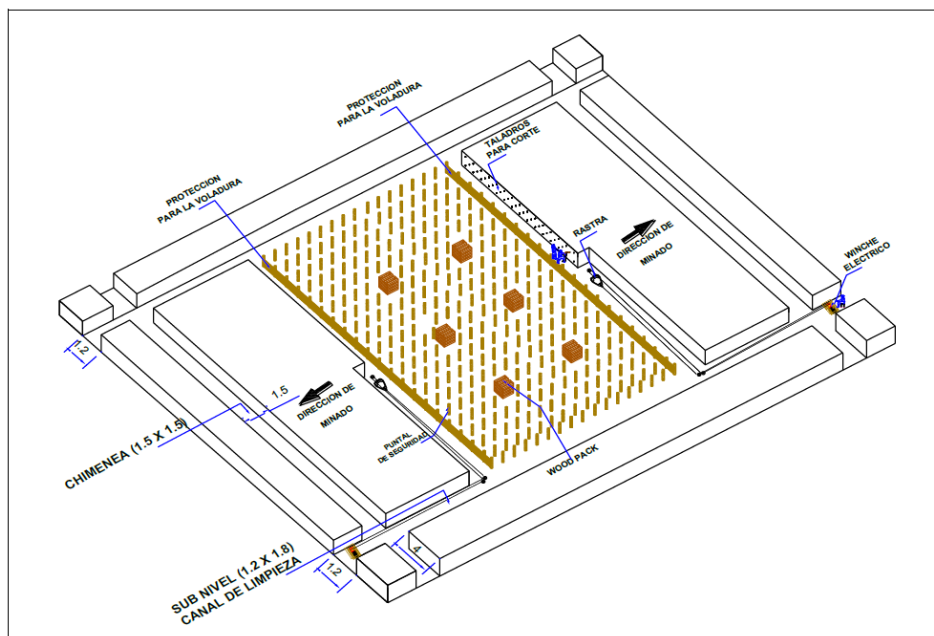 PROTECCION
PARA LA VOLADURA
PROTECCION
PARA LA VOLADURA
TALADROS
PARA CORTE
RASTRA
DIRECCION DE
MINADO
WINCHE
ELECTRICO
1.2
1.5
DIRECCION DE
MINADO
CHIMENEA (1.5 X 1.5)
PUNTAL
DE SEGURIDAD
WOOD PACK
SUB NIVEL (1.2 X 1.8)
CANAL DE LIMPIEZA
1.2
4